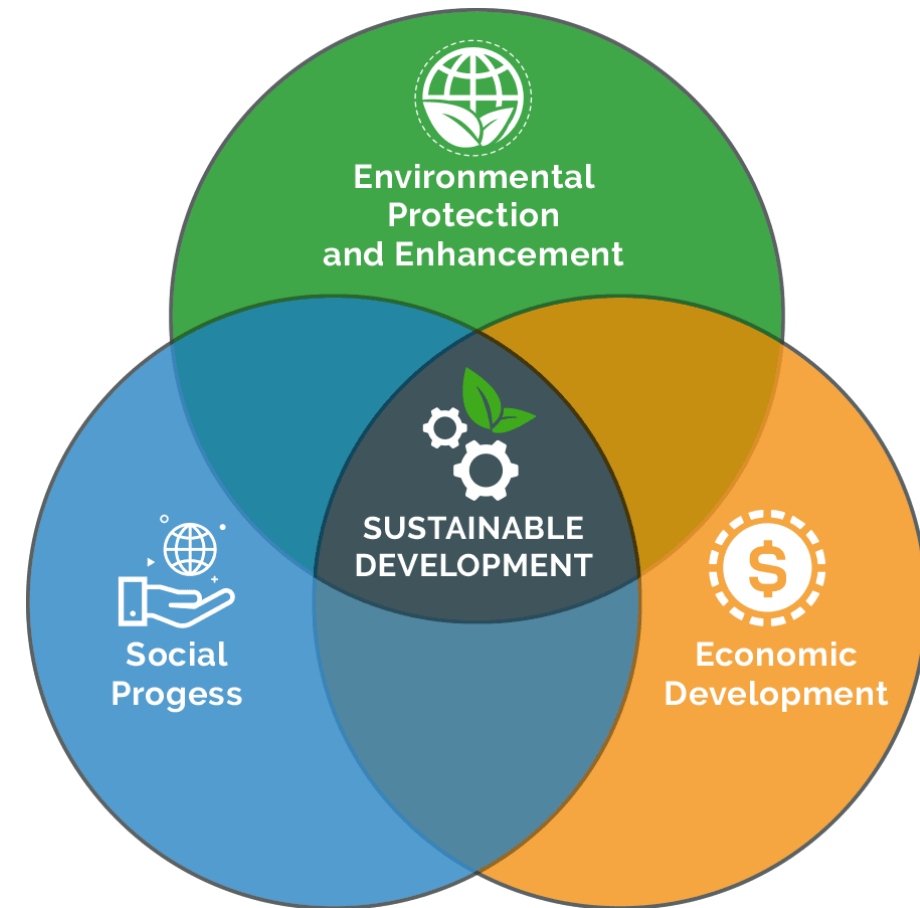 Environmental
Protection
and Enhancement
SUSTAINABLE
DEVELOPMENT
$
Social
Progess
Economic
Development